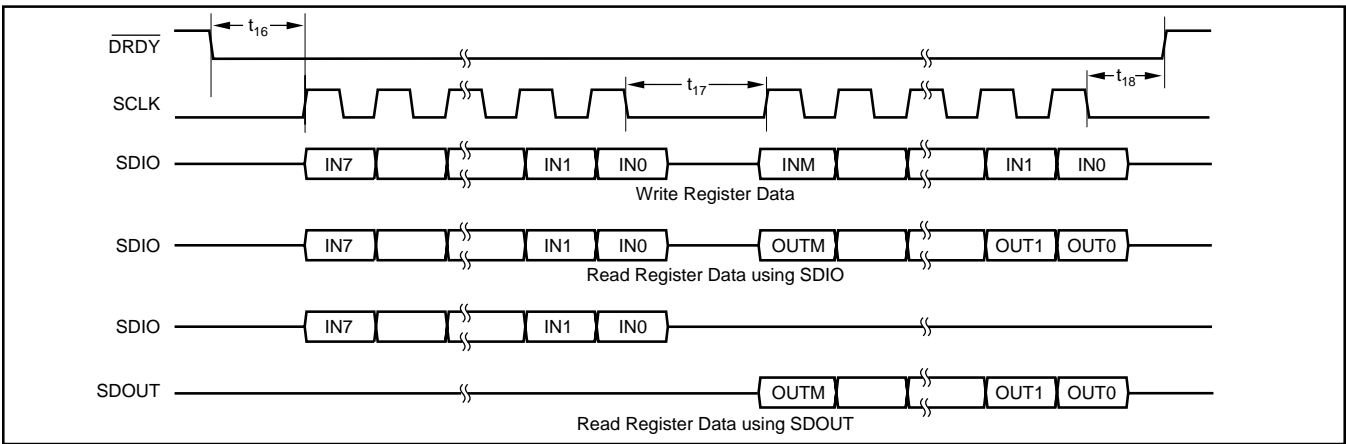 DRDY t16
SCLK t17 t18
SDIO IN7 IN1 IN0 INM IN1 IN0
Write Register Data
SDIO IN7 IN1 IN0 OUTM OUT1 OUT0
Read Register Data using SDIO
SDIO IN7 IN1 IN0
SDOUT OUTM OUT1 OUT0
Read Register Data using SDOUT